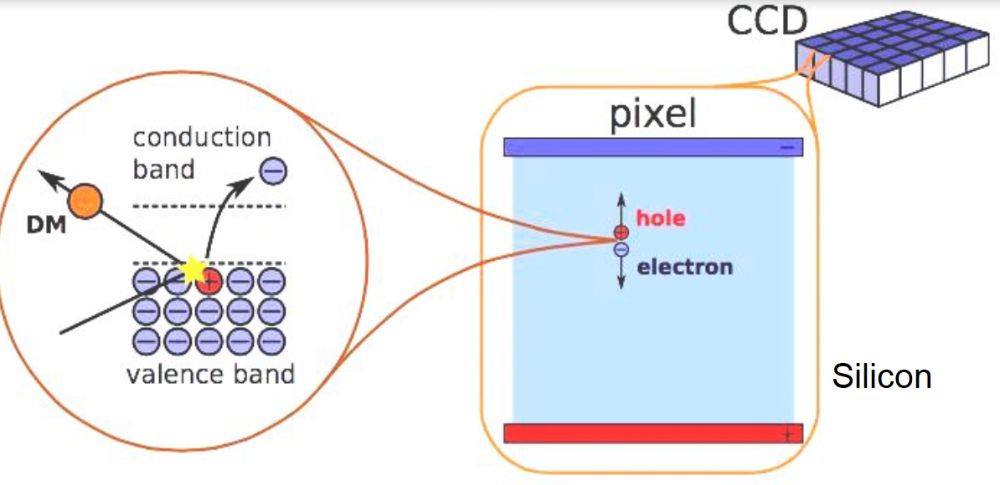 CCD
pixel
conduction
band
DM
hole
electron
valence band
Silicon